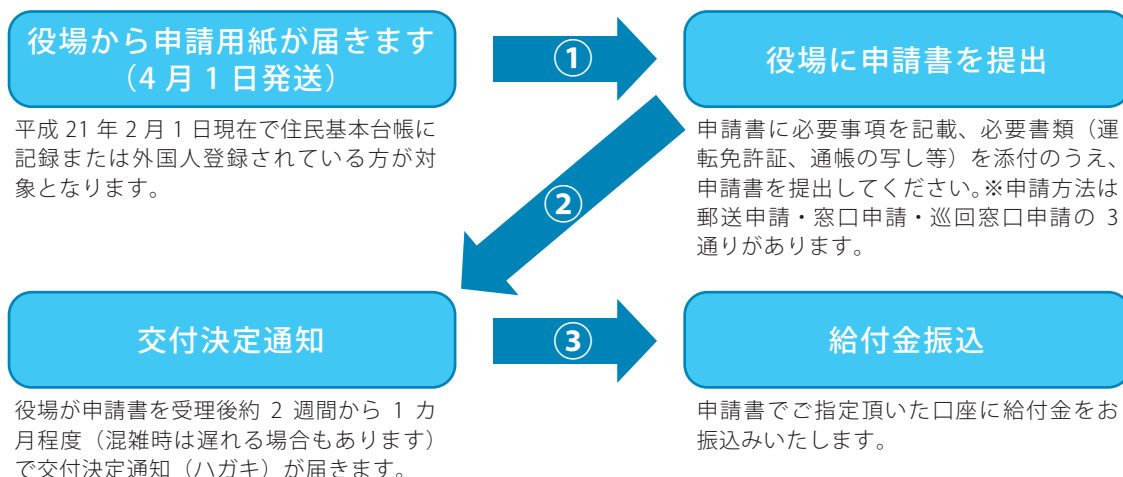 役場から申請用紙が届きます
（4 月 1 日発送）
平成 21 年 2 月 1 日現在で住民基本台帳に
記録または外国人登録されている方が対
象となります。
①
役場に申請書を提出
申請書に必要事項を記載、必要書類（運
転免許証、通帳の写し等）を添付のうえ、
申請書を提出してください。※申請方法は
郵送申請・窓口申請・巡回窓口申請の 3
通りがあります。
②
交付決定通知
役場が申請書を受理後約 2 週間から 1 カ
月程度（混雑時は遅れる場合もあります）
で交付決定通知（ハガキ）が届きます。
③
給付金振込
申請書でご指定頂いた口座に給付金をお
振込みいたします。